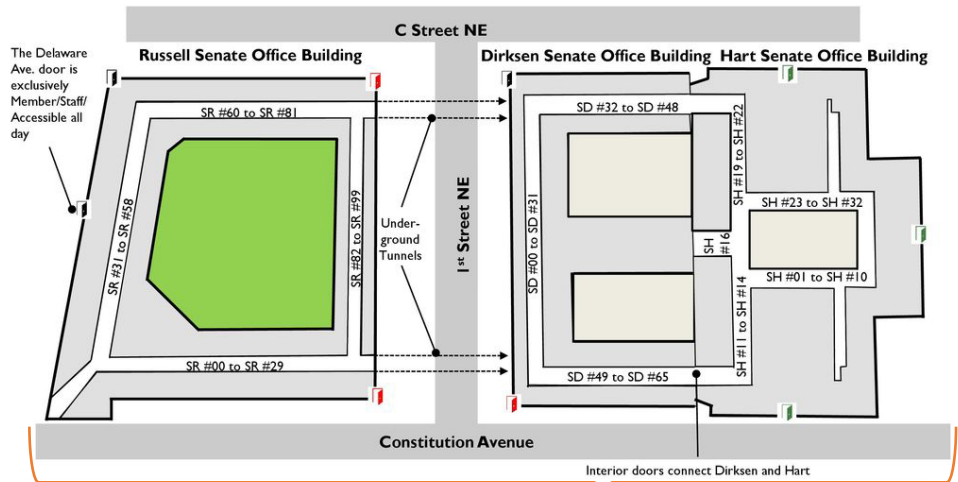 C Street NE
The Delaware
Ave. door is
exclusively
Member/Staff/
Accessible all
day
Russell Senate Office Building
Dirksen Senate Office Building
Hart Senate Office Building
SR #60 to SR #81
SR #31 to SR #58
SR #82 to SR #99
SR #00 to SR #29
Under-
ground
Tunnels
1st Street NE
SD #32 to SD #48
SD #00 to SD #31
SD #49 to SD #65
SH #19 to SH #22
SH
#16
SH #11 to SH #14
SH #23 to SH #32
SH #01 to SH #10
Constitution Avenue
Interior doors connect Dirksen and Hart